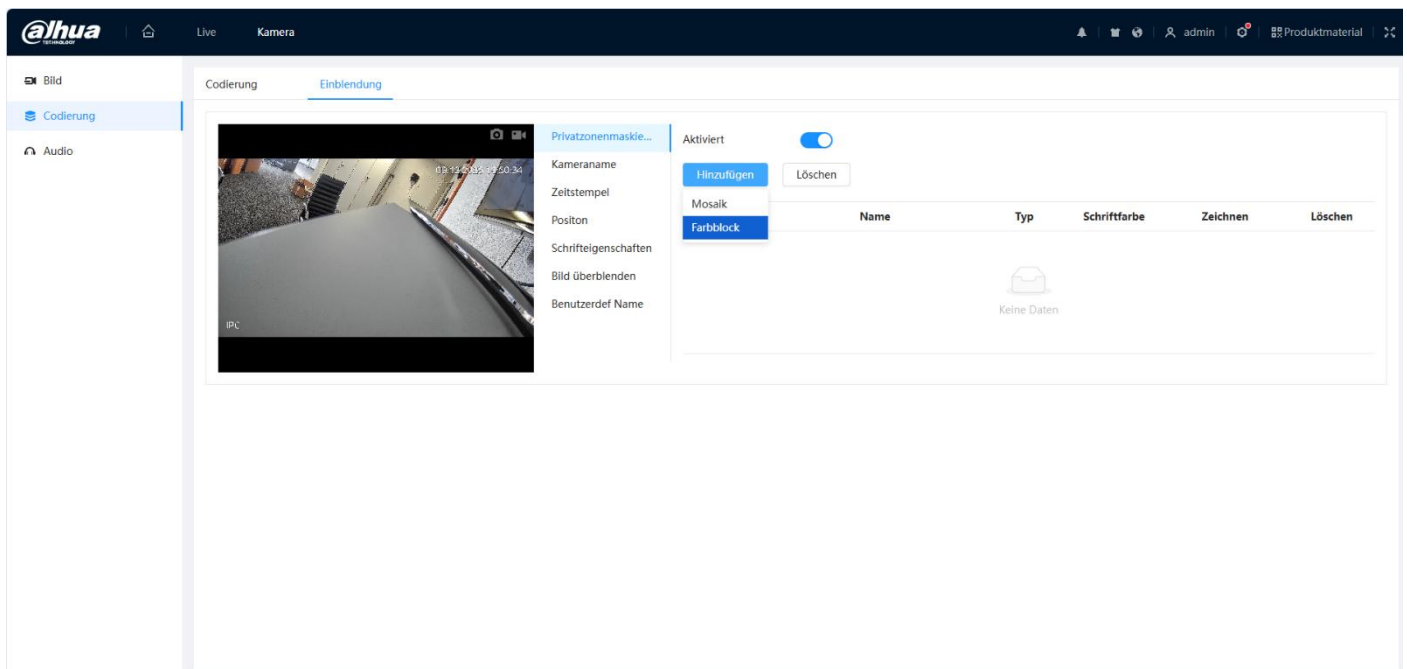 alhua
TECHNOLOGY
Live
Kamera
admin
Produktmaterial
Bild
Codierung
Audio
Codierung
Einblendung
IPC
Privatzonenmaskie...
Kameraname
Zeitstempel
Positon
Schrifteigenschaften
Bild überblenden
Benutzerdef Name
Aktiviert
Hinzufügen
Löschen
Mosaik
Farbblock
Name
Typ
Schriftfarbe
Zeichnen
Löschen
Keine Daten